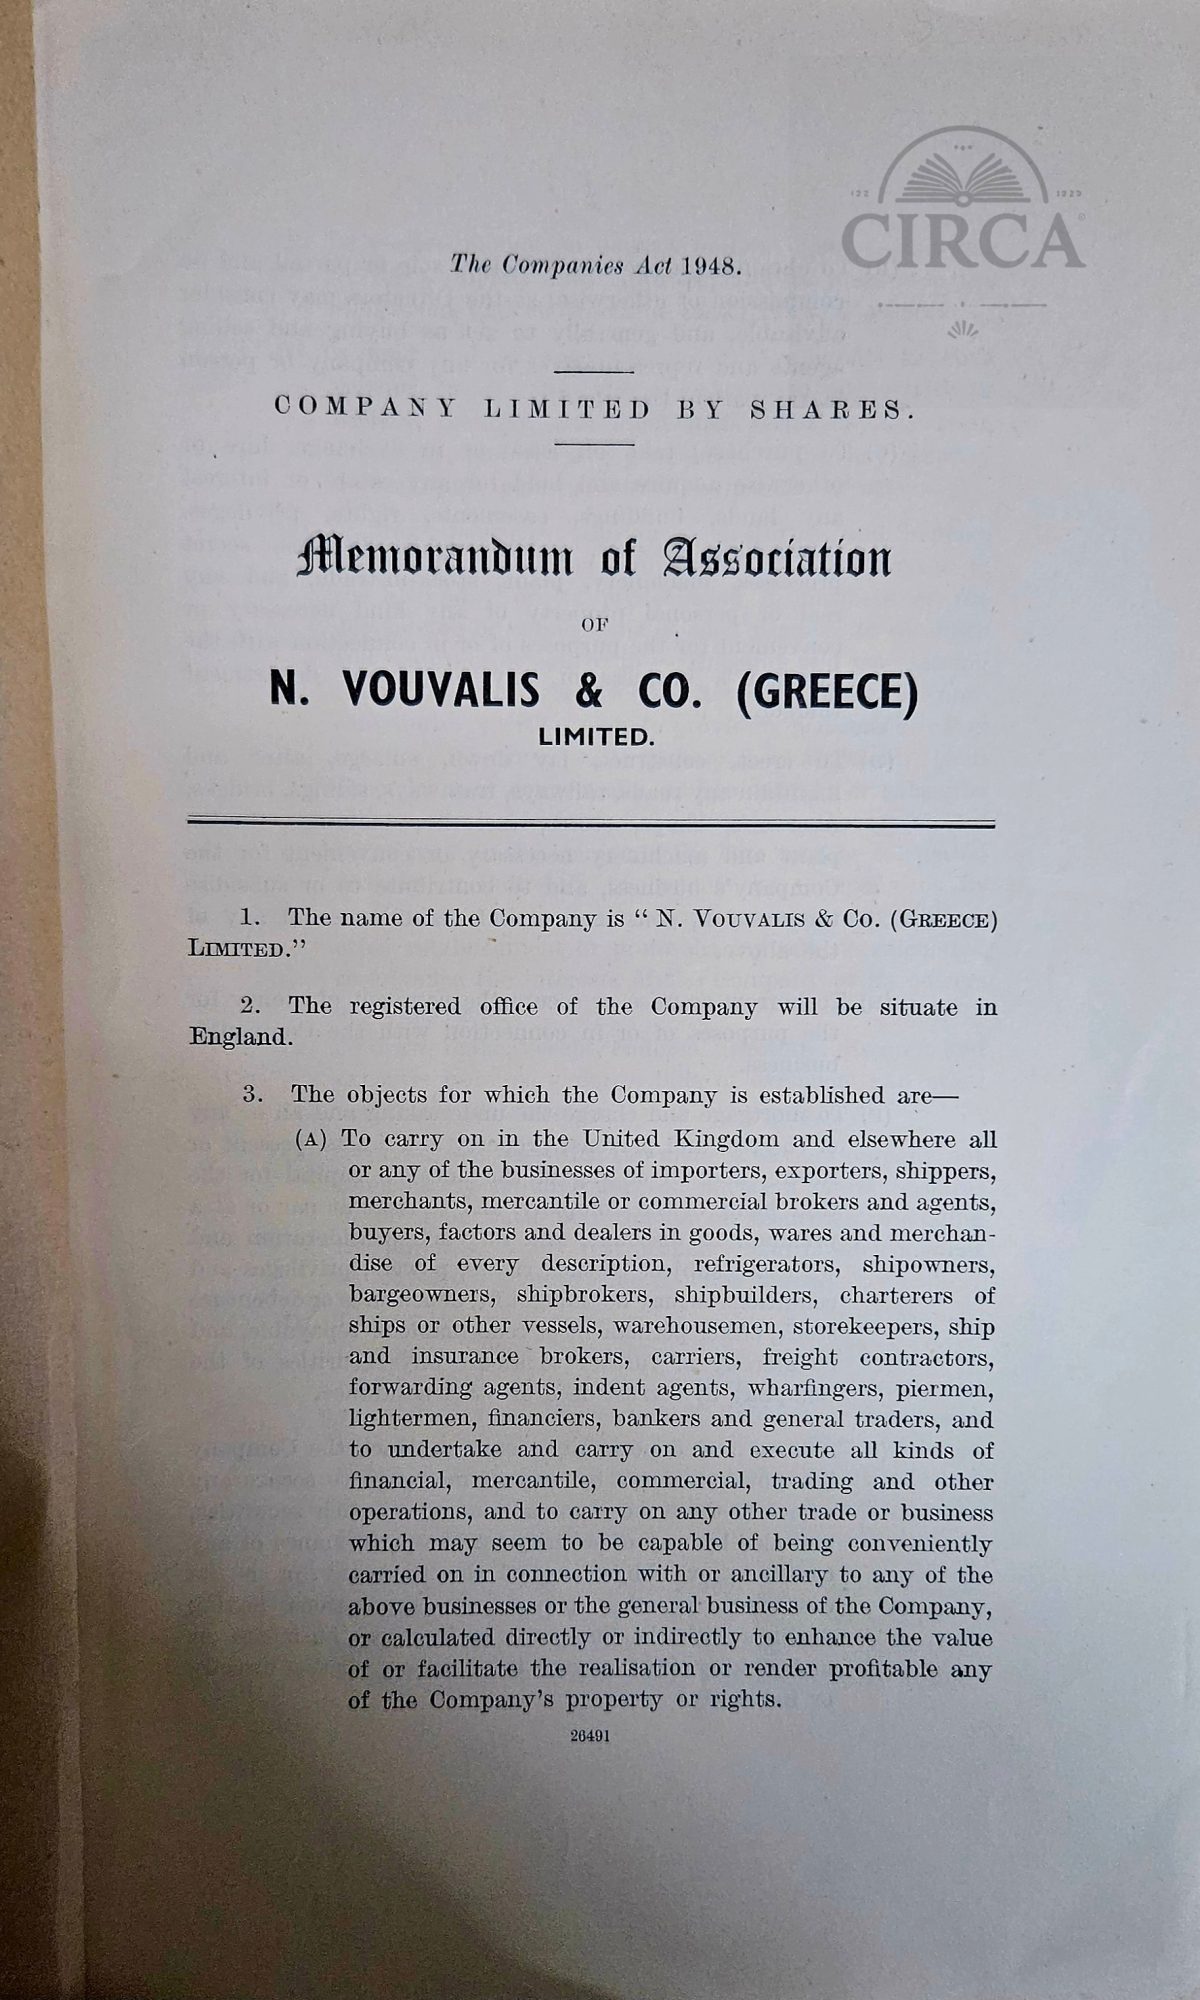 CIRCA
The Companies Act 1948.
COMPANY LIMITED BY SHARES.
Memorandum of Association
OF
N. VOUVALIS & CO. (GREECE)
LIMITED.
1. The name of the Company is “ N. VOUVALIS & CO. (GREECE)
LIMITED.”
2. The registered office of the Company will be situate in
England.
3. The objects for which the Company is established are—
(A) To carry on in the United Kingdom and elsewhere all
or any of the businesses of importers, exporters, shippers,
merchants, mercantile or commercial brokers and agents,
buyers, factors and dealers in goods, wares and merchan-
dise of every description, refrigerators, shipowners,
bargeowners, shipbrokers, shipbuilders, charterers of
ships or other vessels, warehousemen, storekeepers, ship
and insurance brokers, carriers, freight contractors,
forwarding agents, indent agents, wharfingers, piermen,
lightermen, financiers, bankers and general traders, and
to undertake and carry on and execute all kinds of
financial, mercantile, commercial, trading and other
operations, and to carry on any other trade or business
which may seem to be capable of being conveniently
carried on in connection with or ancillary to any of the
above businesses or the general business of the Company,
or calculated directly or indirectly to enhance the value
of or facilitate the realisation or render profitable any
of the Company’s property or rights.
26491